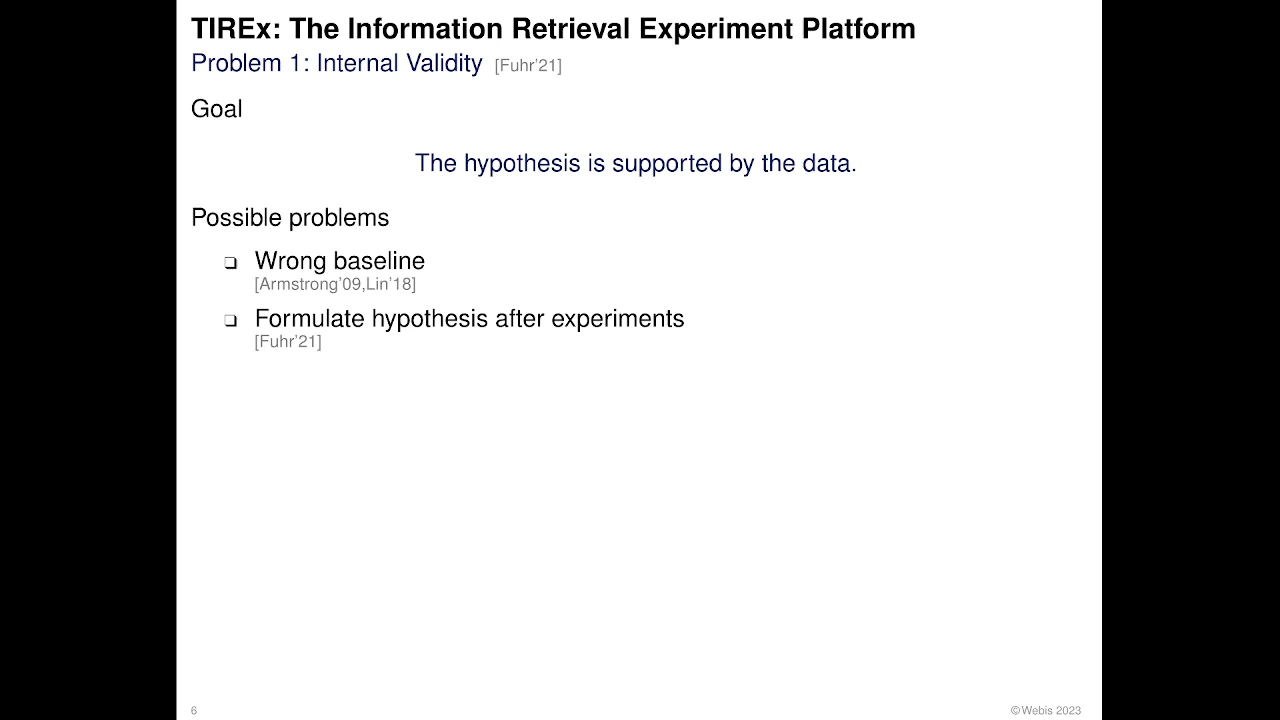 TIREx: The Information Retrieval Experiment Platform
Problem 1: Internal Validity [Fuhr'21]
Goal
The hypothesis is supported by the data.
Possible problems
❑ Wrong baseline
[Armstrong'09,Lin'18]
❑ Formulate hypothesis after experiments
[Fuhr'21]
6
©Webis 2023